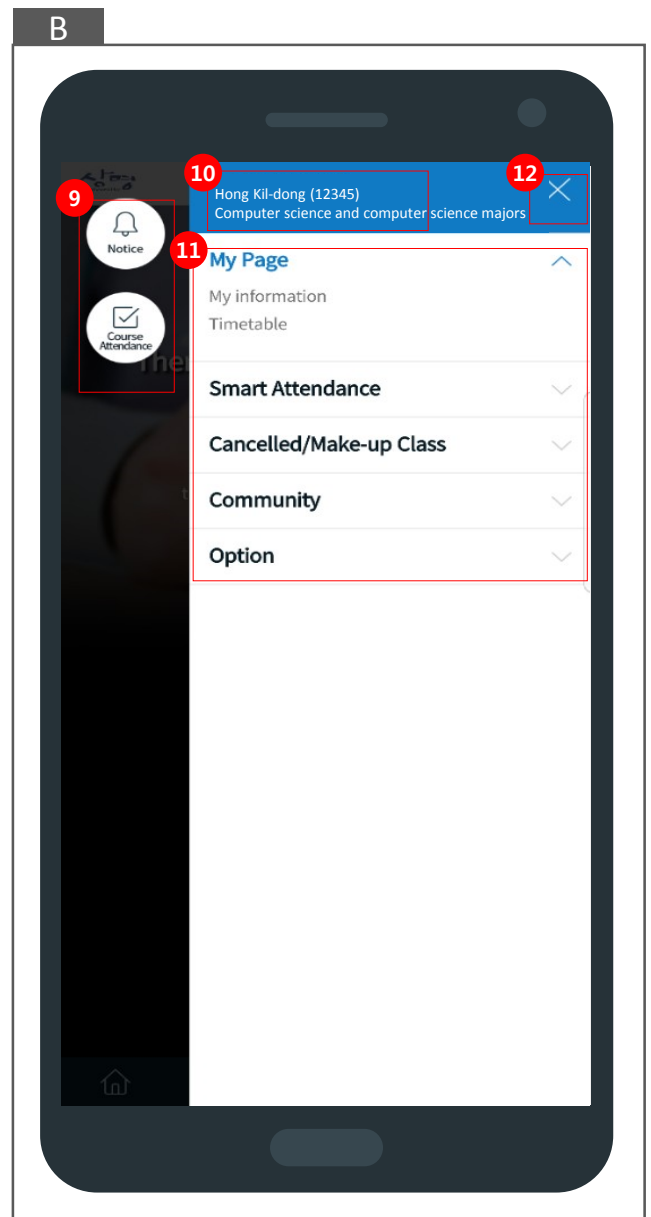 B
10
12
Hong Kil-dong (12345)
Computer science and computer science majors
9
Notice
11
My Page
My information
Timetable
Course
Attendance
Smart Attendance
Cancelled/Make-up Class
Community
Option